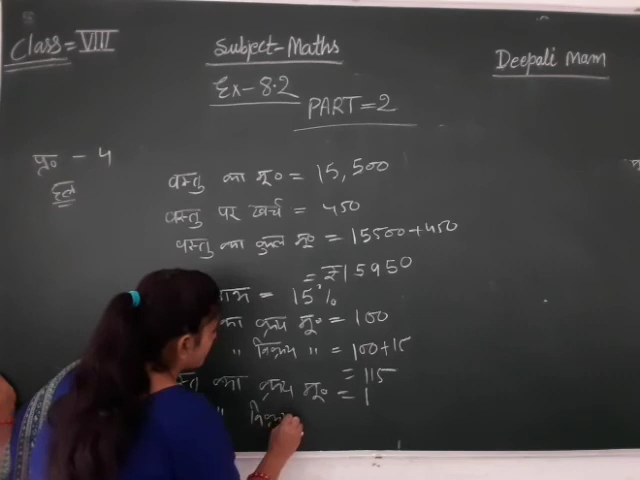 Class = VIII
Subject-Maths
Deepali Mam
Ex-8.2
PART=2
प्र० - 4
हल
वस्तु का मू० = 15,500
वस्तु पर खर्च = 450
वस्तु का कुल मू० = 15500+450
= ₹15950
लाभ = 15%
का क्रय मू० = 100
" विक्रय " = 100+15
= 115
का क्रय मू० = 1
" विक्रय